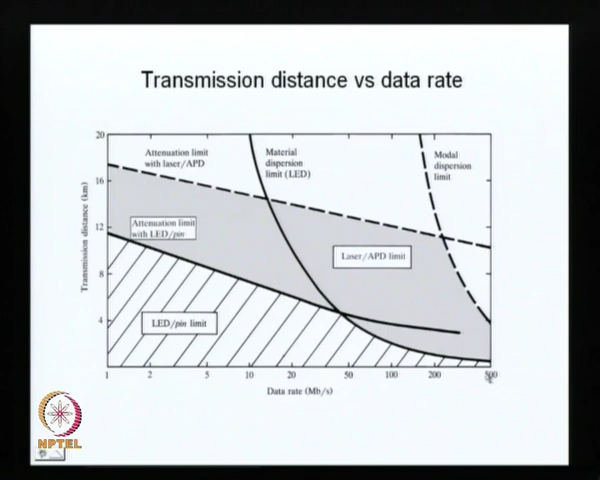 Transmission distance vs data rate
20
16
12
8
4
Transmission distance (km)
Attenuation limit
with laser/APD
Material
dispersion
limit (LED)
Modal
dispersion
limit
Attenuation limit
with LED/pin
Laser/APD limit
LED/pin limit
1 2 5 10 20 50 100 200 500
Data rate (Mb/s)
NPTEL